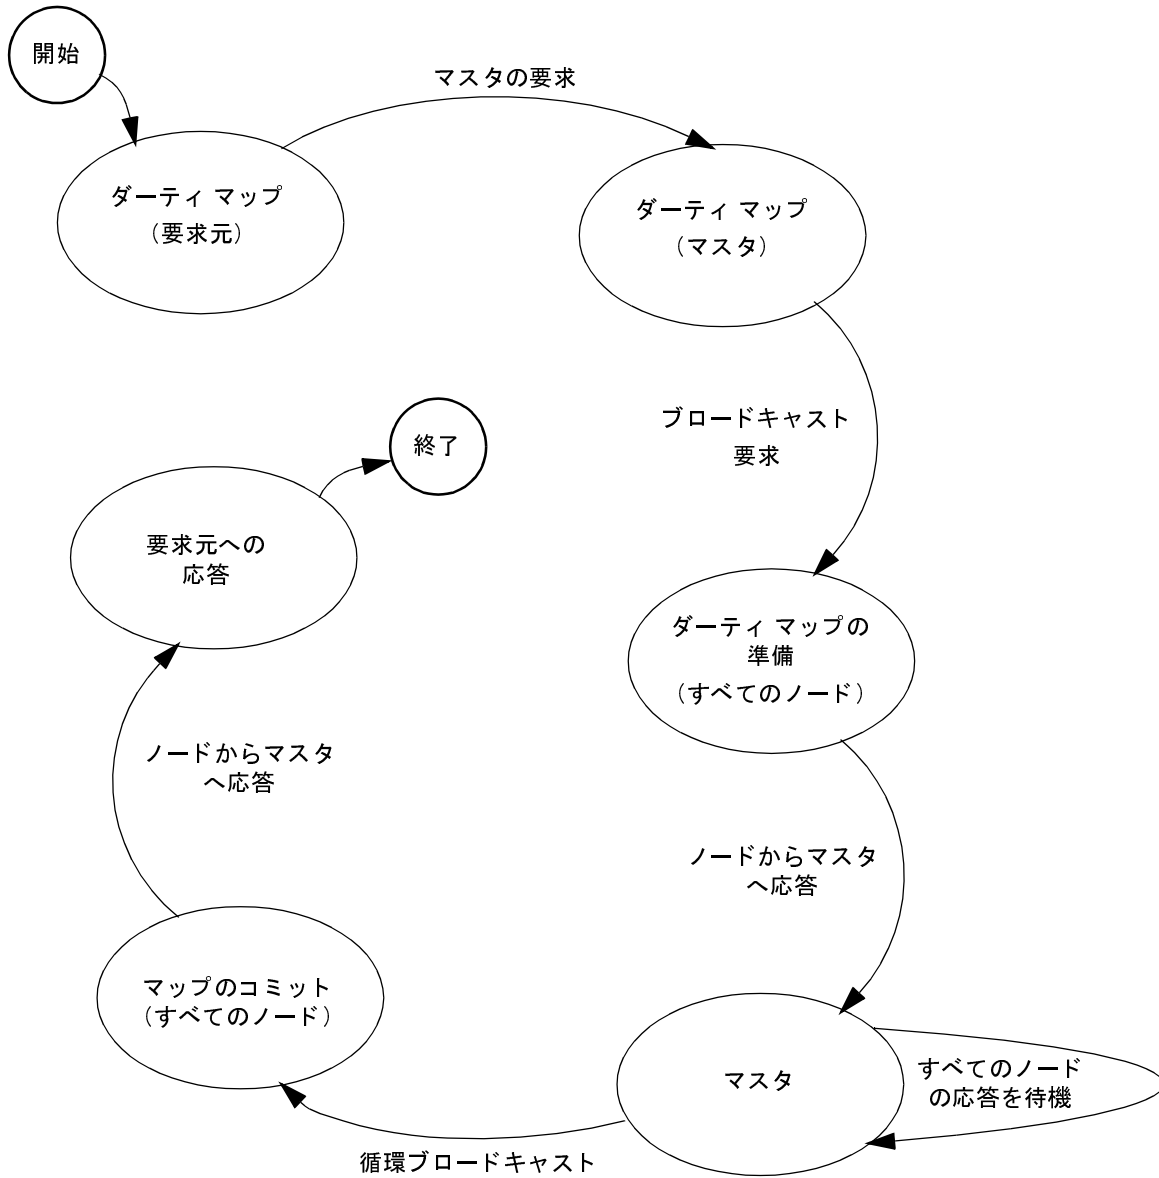 開始
マスタの要求
ダーティ マップ
（要求元）
ダーティ マップ
（マスタ）
ブロードキャスト
要求
終了
要求元への
応答
ダーティ マップの
準備
（すべてのノード）
ノードからマスタ
へ応答
ノードからマスタ
へ応答
マップのコミット
（すべてのノード）
マスタ
すべてのノード
の応答を待機
循環ブロードキャスト